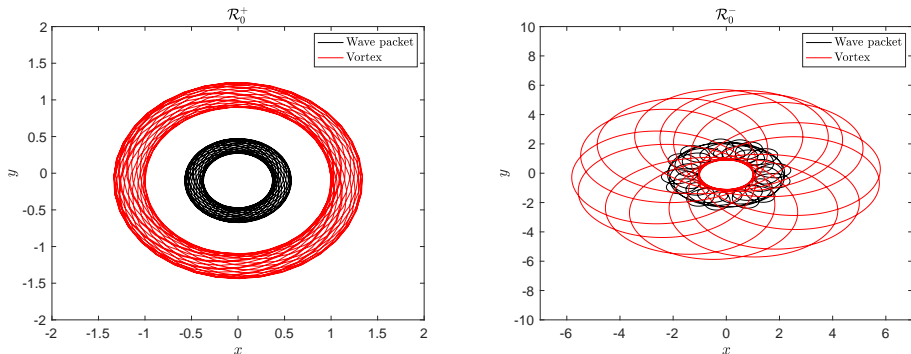 $\mathcal{R}_0^+$
Wave packet
Vortex
2
1.5
1
0.5
0
-0.5
-1
-1.5
-2
y
-2 -1.5 -1 -0.5 0 0.5 1 1.5 2
x
$\mathcal{R}_0^-$
Wave packet
Vortex
10
8
6
4
2
0
-2
-4
-6
-8
-10
y
-6 -4 -2 0 2 4 6
x